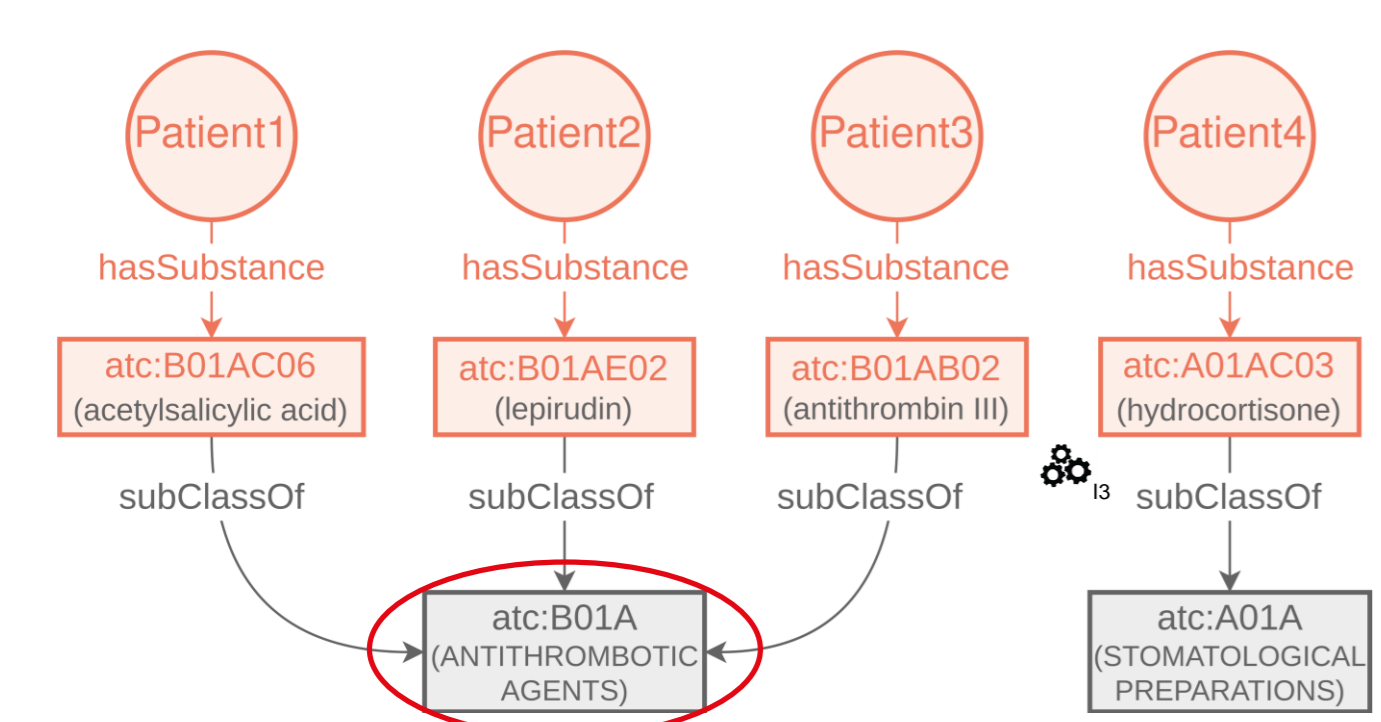 Patient1
Patient2
Patient3
Patient4
hasSubstance
hasSubstance
hasSubstance
hasSubstance
atc:B01AC06
(acetylsalicylic acid)
atc:B01AE02
(lepirudin)
atc:B01AB02
(antithrombin III)
atc:A01AC03
(hydrocortisone)
subClassOf
subClassOf
subClassOf
I3
subClassOf
atc:B01A
(ANTITHROMBOTIC
AGENTS)
atc:A01A
(STOMATOLOGICAL
PREPARATIONS)